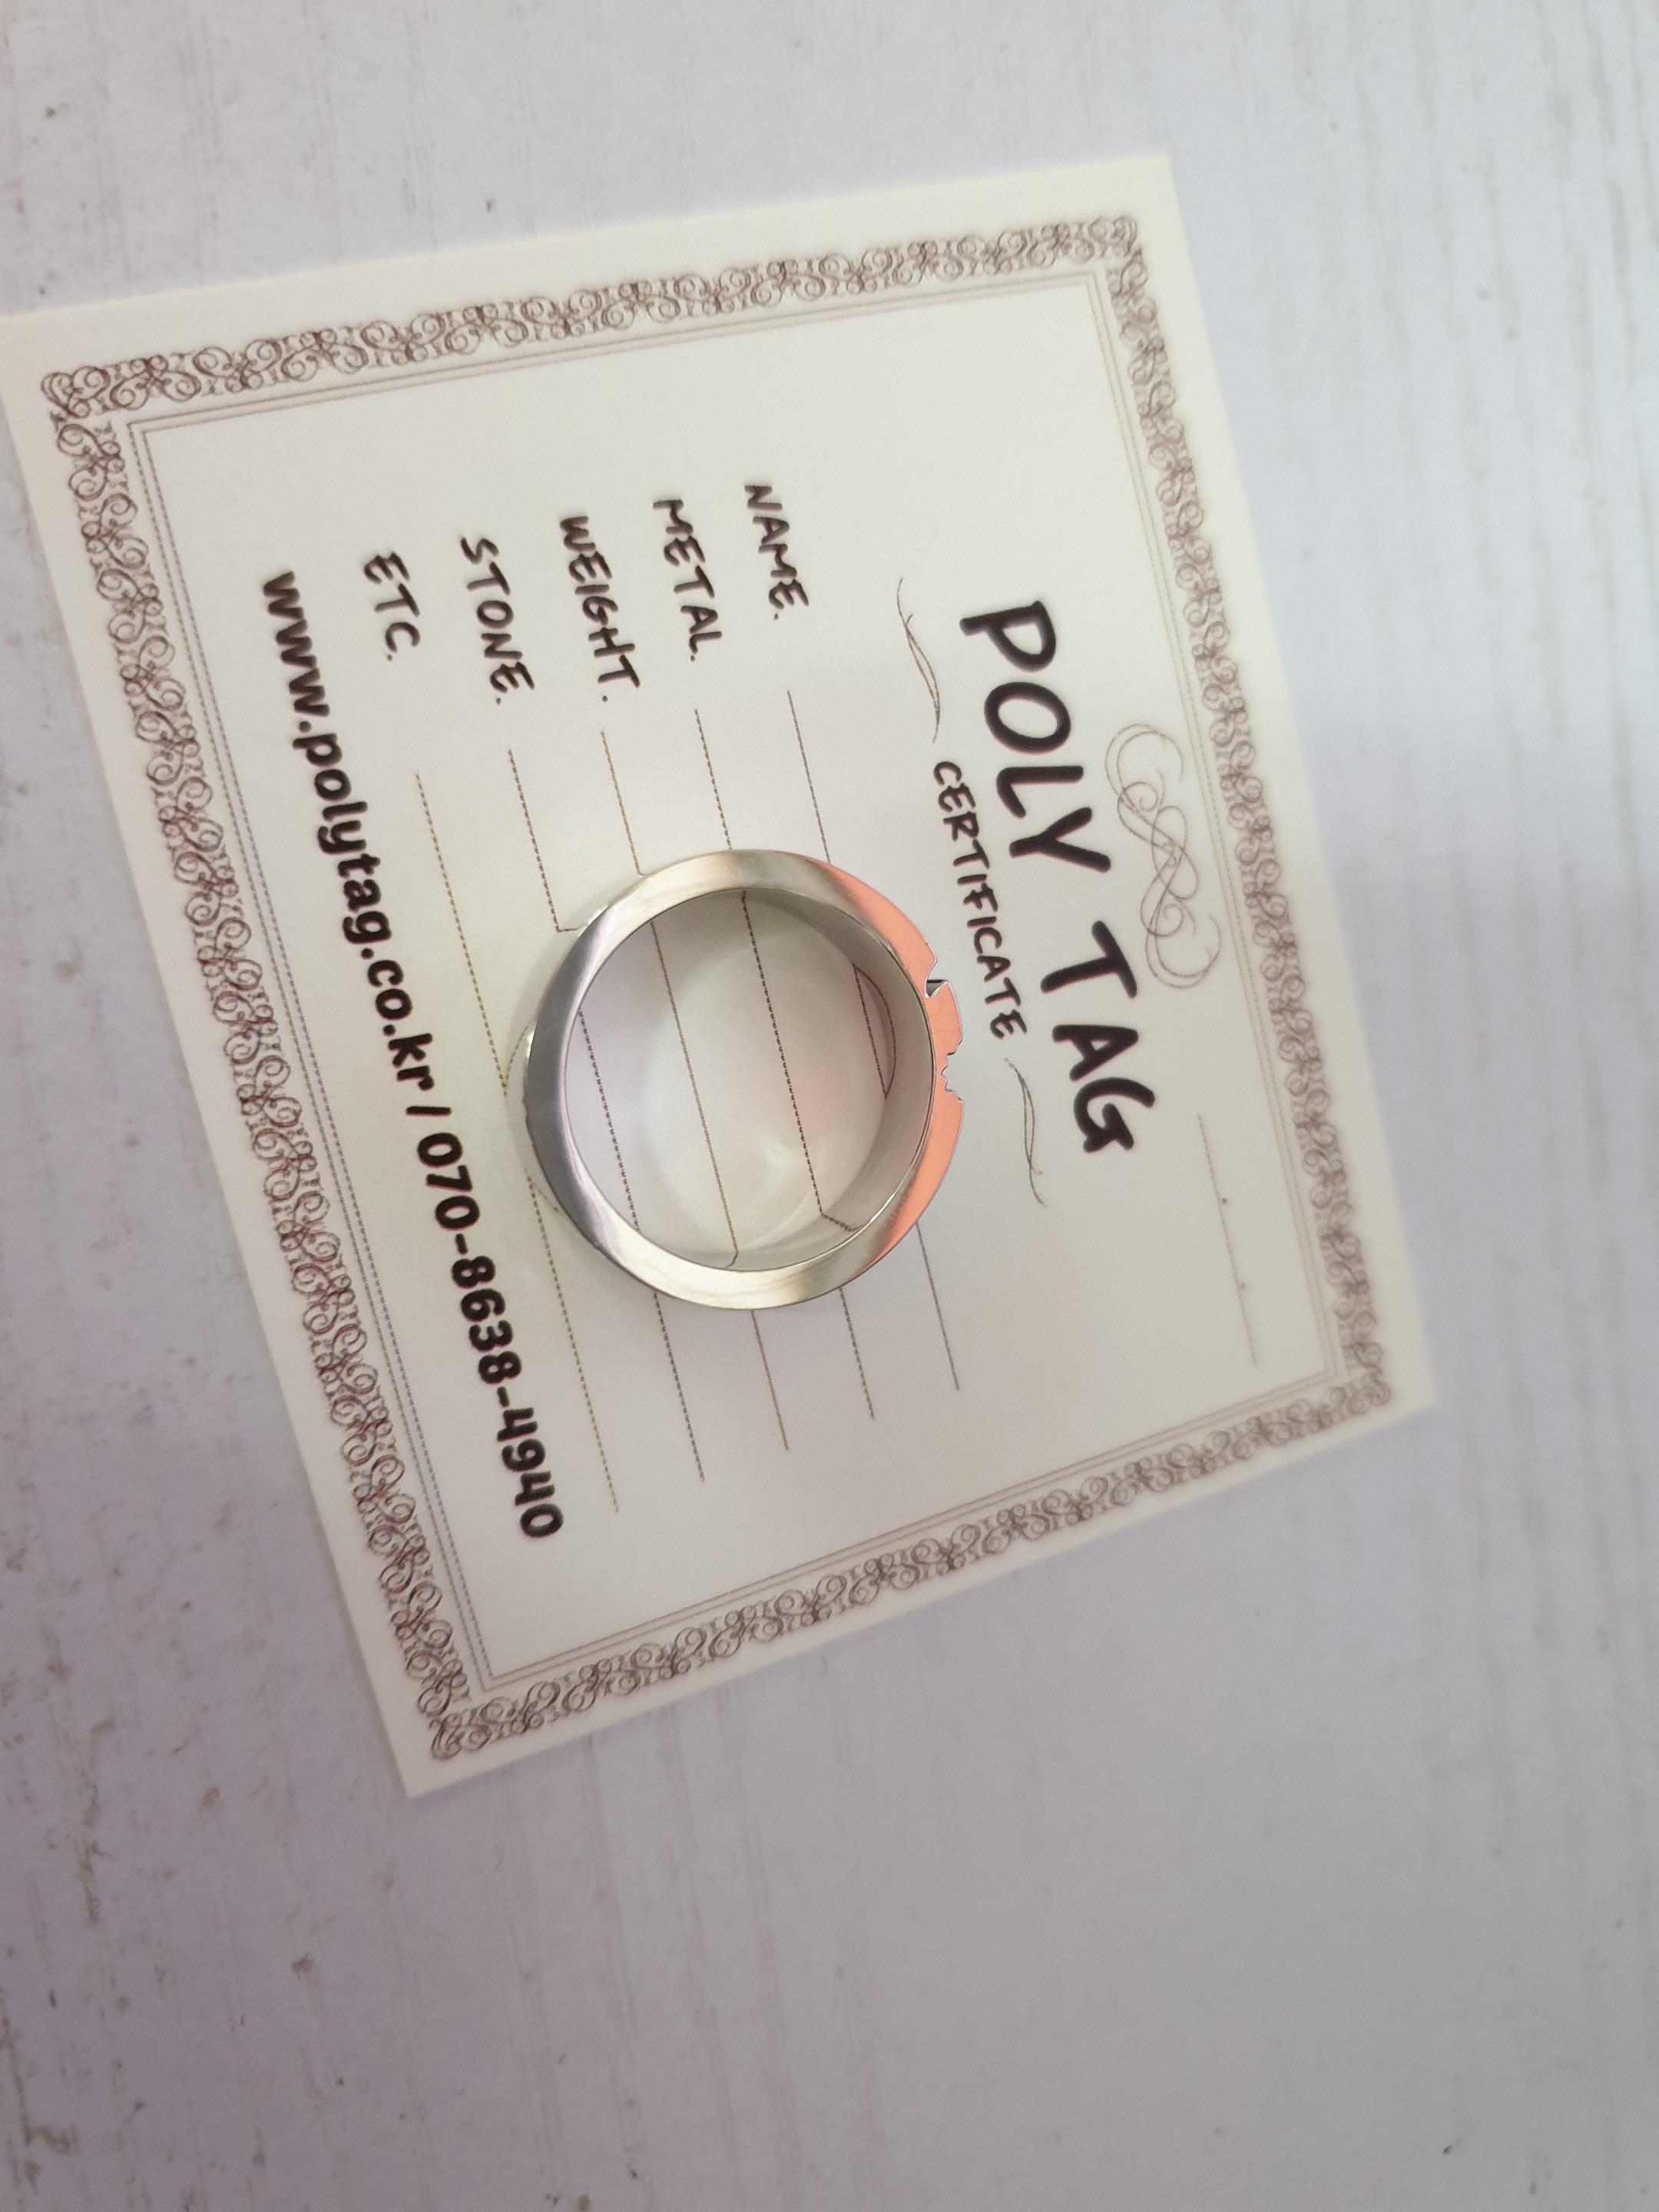 POLY TAG
CERTIFICATE
NAME.
METAL.
WEIGHT.
STONE.
ETC.
www.polytag.co.kr / 070-8638-4940